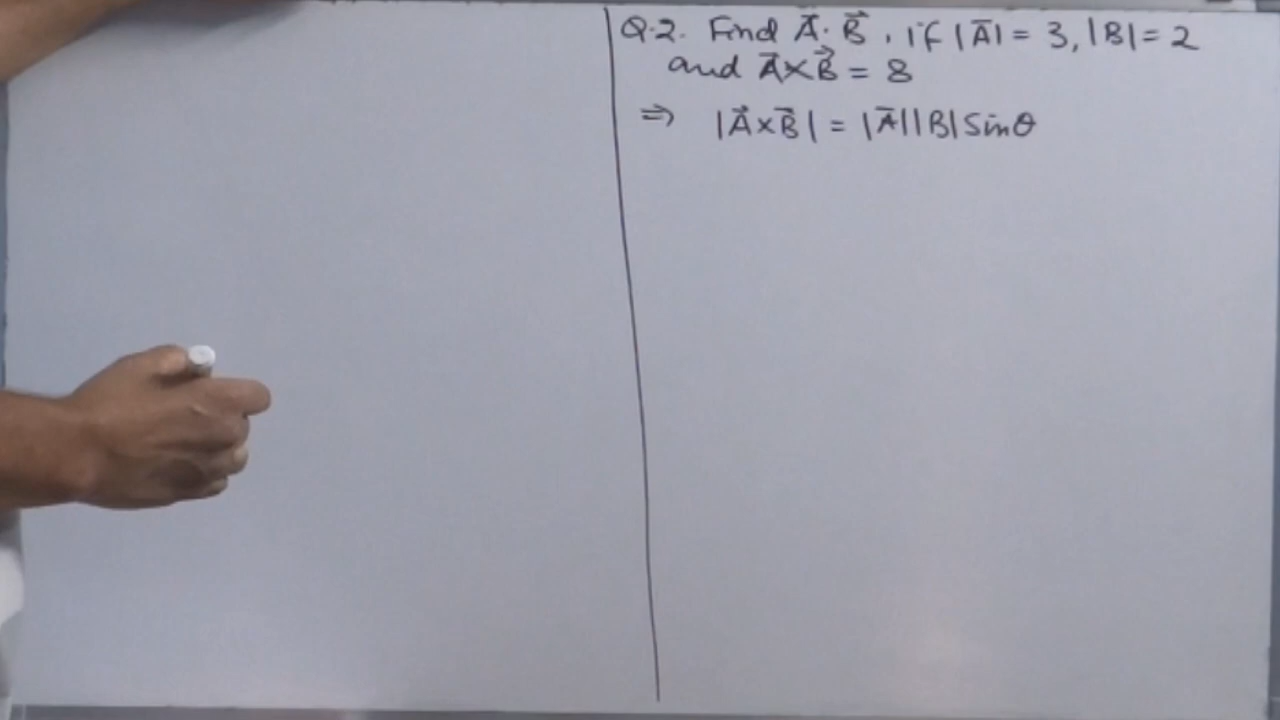 Q.2. Find A⃗·B⃗, if |A̅| = 3, |B| = 2
and A⃗×B⃗ = 8
⇒ |A⃗×B⃗| = |A̅||B| Sinθ